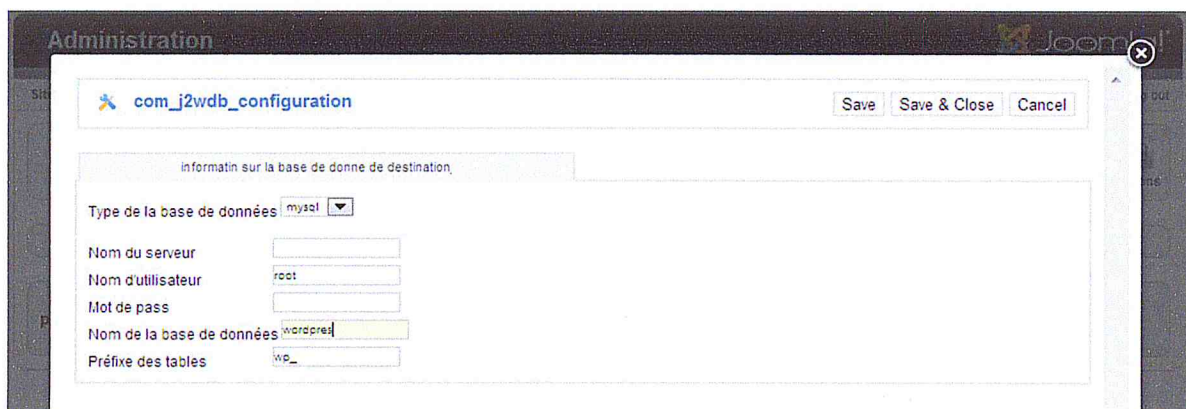 Administration
Joomla!
com_j2wdb_configuration
Save Save & Close Cancel
informatin sur la base de donne de destination
Type de la base de données mysql
Nom du serveur
Nom d'utilisateur root
Mot de pass
Nom de la base de données wordpres
Préfixe des tables wp_